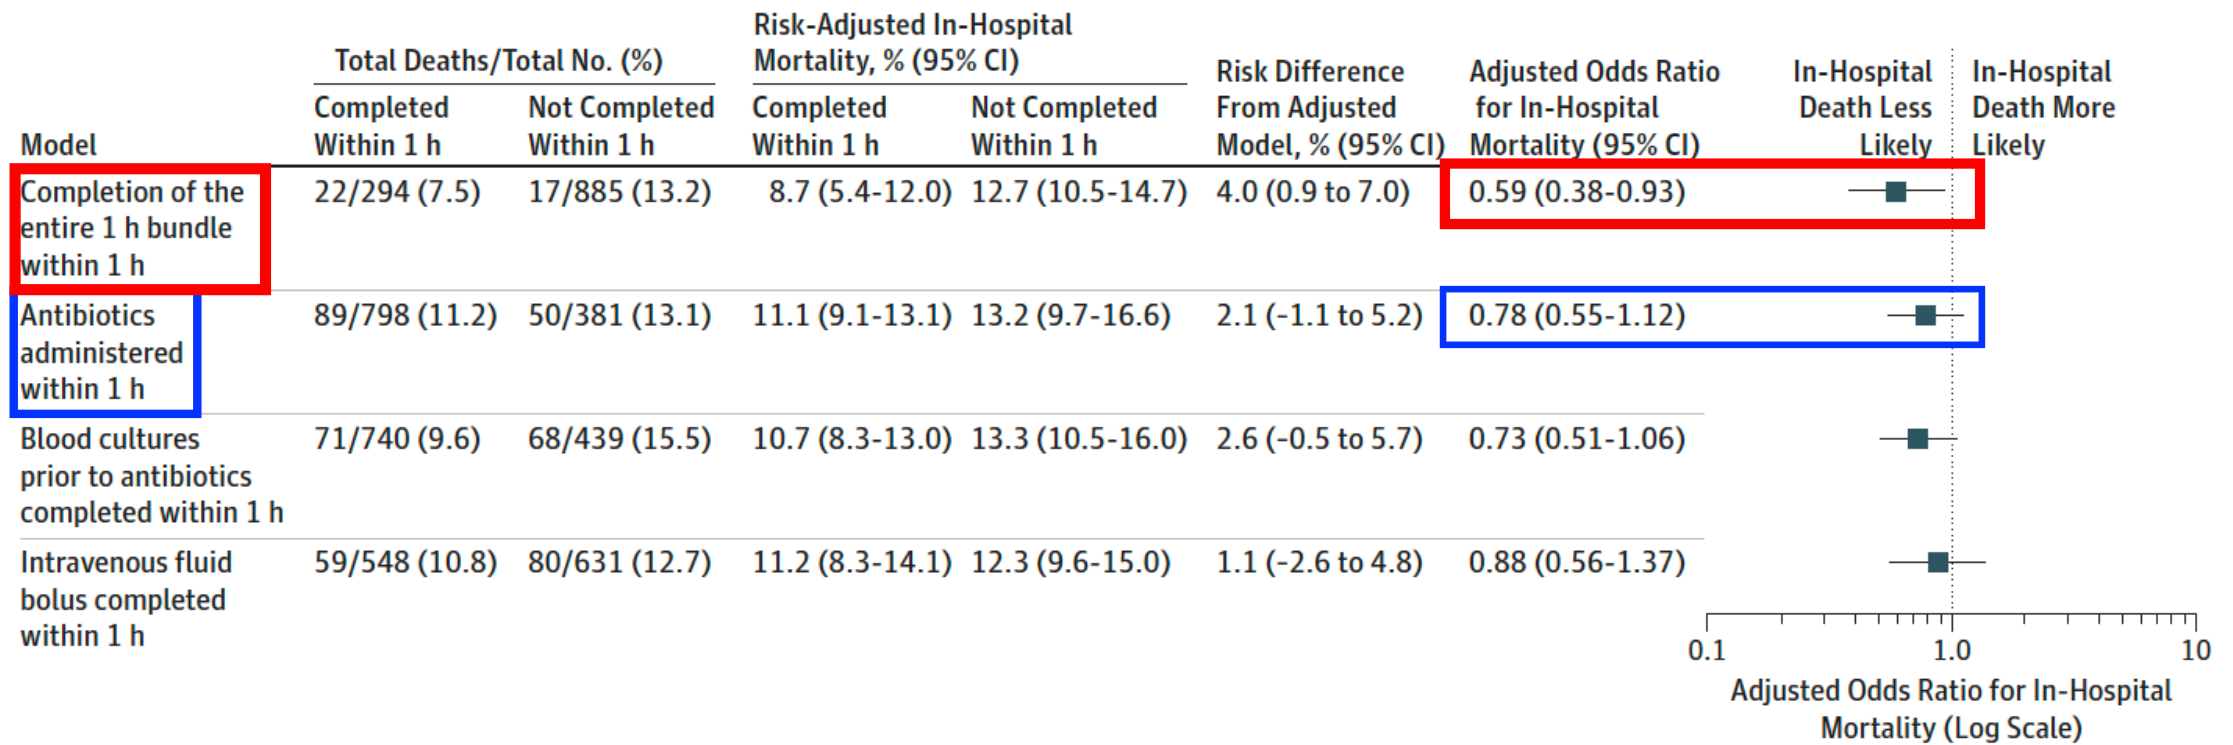 Risk-Adjusted In-Hospital
Total Deaths/Total No. (%) Mortality, % (95% CI)
Risk Difference Adjusted Odds Ratio In-Hospital In-Hospital
Completed Not Completed Completed Not Completed From Adjusted for In-Hospital Death Less Death More
Model Within 1 h Within 1 h Within 1 h Within 1 h Model, % (95% CI) Mortality (95% CI) Likely Likely
Completion of the 22/294 (7.5) 17/885 (13.2) 8.7 (5.4-12.0) 12.7 (10.5-14.7) 4.0 (0.9 to 7.0) 0.59 (0.38-0.93)
entire 1 h bundle
within 1 h
Antibiotics 89/798 (11.2) 50/381 (13.1) 11.1 (9.1-13.1) 13.2 (9.7-16.6) 2.1 (−1.1 to 5.2) 0.78 (0.55-1.12)
administered
within 1 h
Blood cultures 71/740 (9.6) 68/439 (15.5) 10.7 (8.3-13.0) 13.3 (10.5-16.0) 2.6 (−0.5 to 5.7) 0.73 (0.51-1.06)
prior to antibiotics
completed within 1 h
Intravenous fluid 59/548 (10.8) 80/631 (12.7) 11.2 (8.3-14.1) 12.3 (9.6-15.0) 1.1 (−2.6 to 4.8) 0.88 (0.56-1.37)
bolus completed
within 1 h
0.1 1.0 10
Adjusted Odds Ratio for In-Hospital
Mortality (Log Scale)